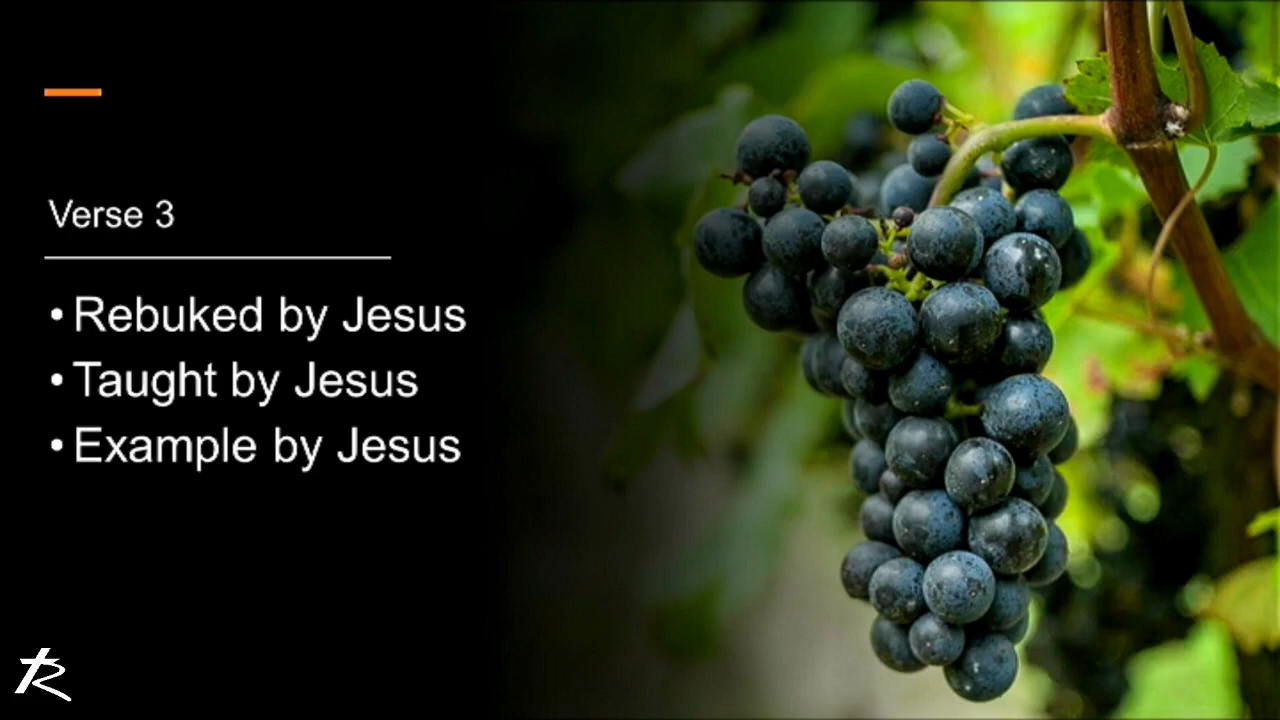 Verse 3
• Rebuked by Jesus
• Taught by Jesus
• Example by Jesus